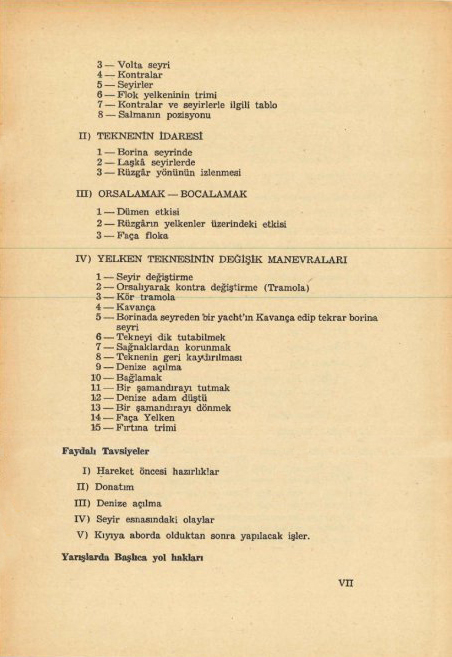 3 — Volta seyri
4 — Kontralar
5 — Seyirler
6 — Flok yelkeninin trimi
7 — Kontralar ve seyirlerle ilgili tablo
8 — Salmanın pozisyonu
II) TEKNENİN İDARESİ
1 — Borina seyrinde
2 — Laşkâ seyirlerde
3 — Rüzgâr yönünün izlenmesi
III) ORSALAMAK — BOCALAMAK
1 — Dümen etkisi
2 — Rüzgârın yelkenler üzerindeki etkisi
3 — Faça floka
IV) YELKEN TEKNESİNİN DEĞİŞİK MANEVRALARI
1 — Seyir değiştirme
2 — Orsalıyarak kontra değiştirme (Tramola)
3 — Kör tramola
4 — Kavança
5 — Borinada seyreden bir yacht'ın Kavança edip tekrar borina
seyri
6 — Tekneyi dik tutabilmek
7 — Sağnaklardan korunmak
8 — Teknenin geri kaydırılması
9 — Denize açılma
10 — Bağlamak
11 — Bir şamandırayı tutmak
12 — Denize adam düştü
13 — Bir şamandırayı dönmek
14 — Faça Yelken
15 — Fırtına trimi
Faydalı Tavsiyeler
I) Hareket öncesi hazırlıklar
II) Donatım
III) Denize açılma
IV) Seyir esnasındaki olaylar
V) Kıyıya aborda olduktan sonra yapılacak işler.
Yarışlarda Başlıca yol hakları
VII